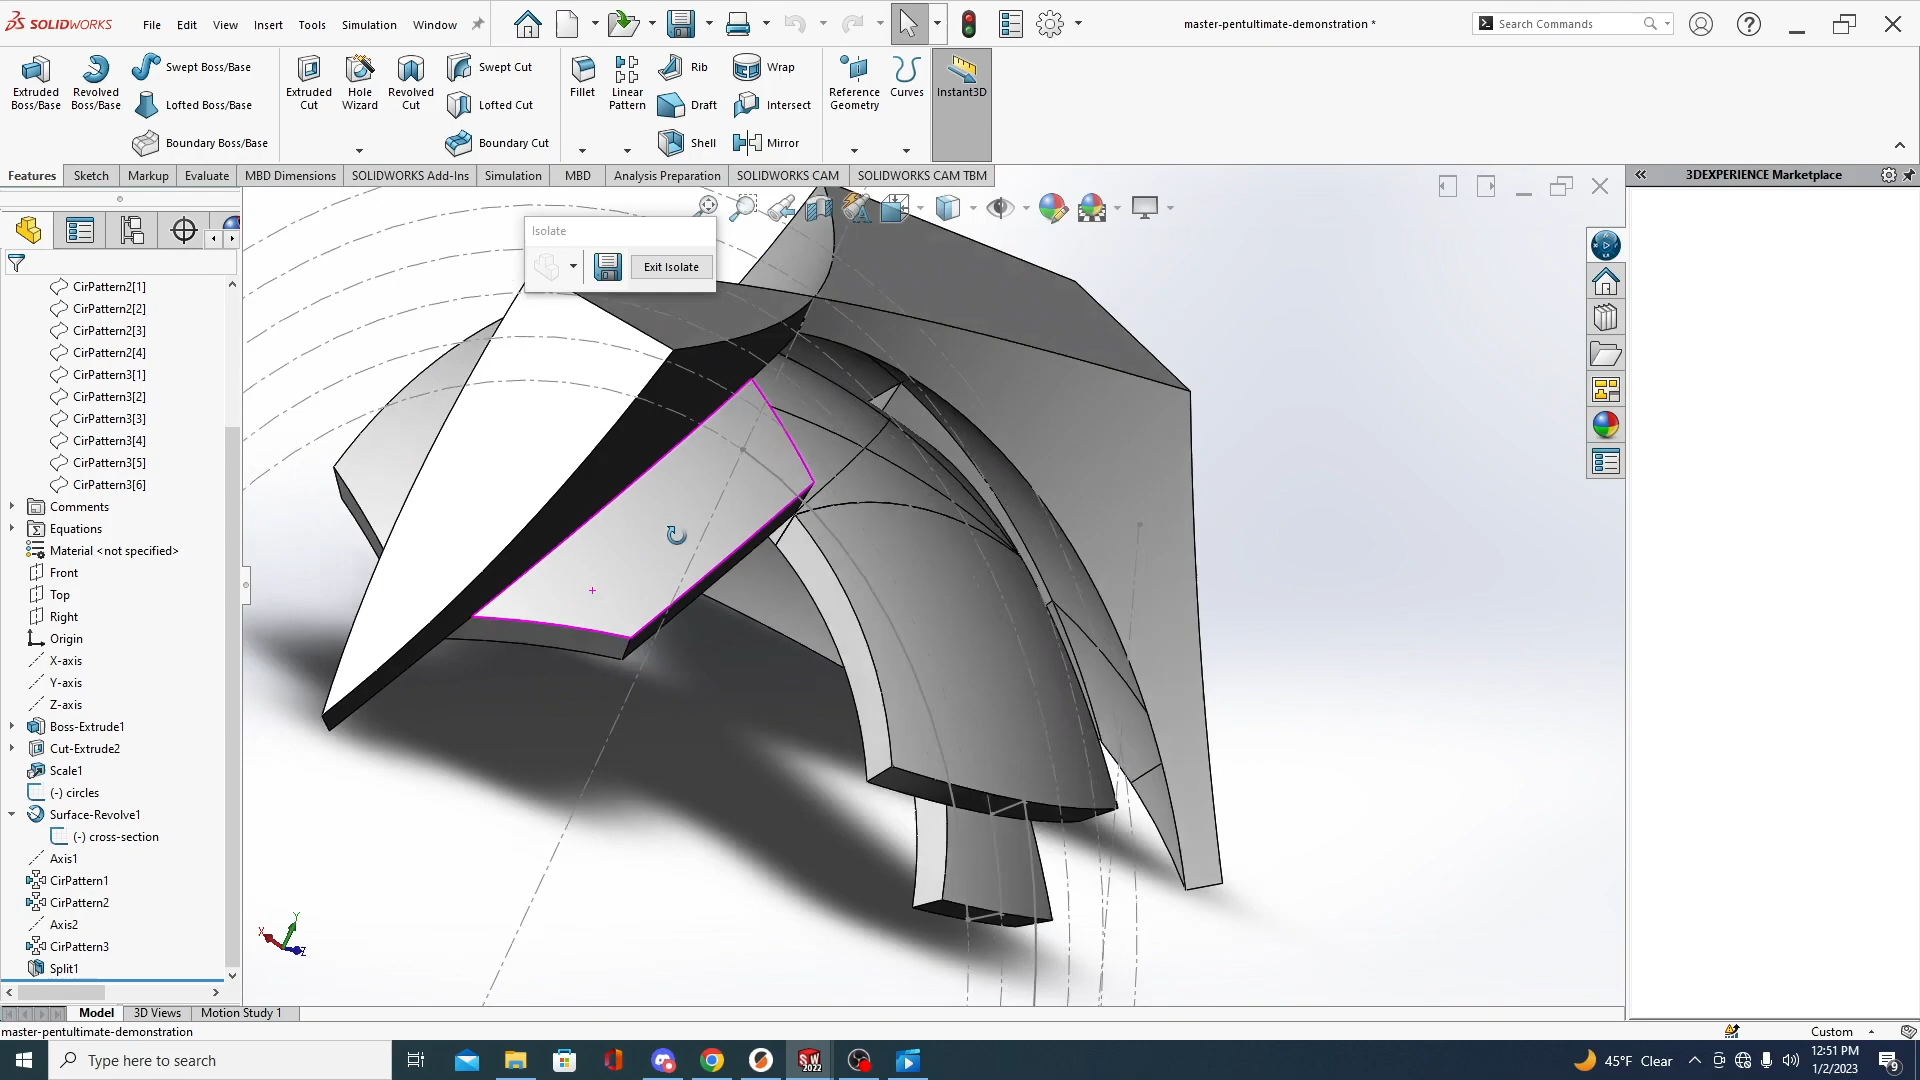 SOLIDWORKS File Edit View Insert Tools Simulation Window master-pentultimate-demonstration * Search Commands
Extruded Boss/Base
Revolved Boss/Base
Swept Boss/Base
Lofted Boss/Base
Boundary Boss/Base
Extruded Cut
Hole Wizard
Revolved Cut
Swept Cut
Lofted Cut
Boundary Cut
Fillet
Linear Pattern
Rib
Draft
Shell
Wrap
Intersect
Mirror
Reference Geometry
Curves
Instant3D
Features Sketch Markup Evaluate MBD Dimensions SOLIDWORKS Add-Ins Simulation MBD Analysis Preparation SOLIDWORKS CAM SOLIDWORKS CAM TBM
3DEXPERIENCE Marketplace
Isolate
Exit Isolate
CirPattern2[1]
CirPattern2[2]
CirPattern2[3]
CirPattern2[4]
CirPattern3[1]
CirPattern3[2]
CirPattern3[3]
CirPattern3[4]
CirPattern3[5]
CirPattern3[6]
Comments
Equations
Material <not specified>
Front
Top
Right
Origin
X-axis
Y-axis
Z-axis
Boss-Extrude1
Cut-Extrude2
Scale1
(-) circles
Surface-Revolve1
(-) cross-section
Axis1
CirPattern1
CirPattern2
Axis2
CirPattern3
Split1
X Y Z
Model 3D Views Motion Study 1
master-pentultimate-demonstration Custom
Type here to search
SW 2022
45°F Clear
12:51 PM
1/2/2023
9